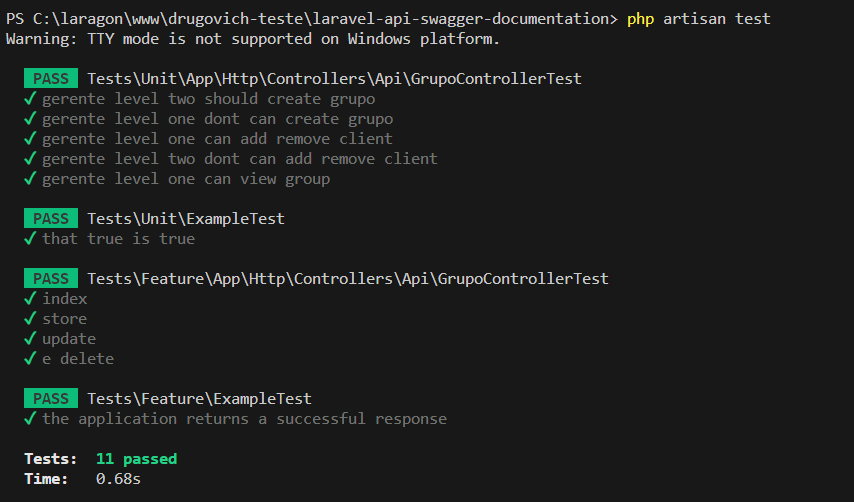 PS C:\laragon\www\drugovich-teste\laravel-api-swagger-documentation> php artisan test
Warning: TTY mode is not supported on Windows platform.
PASS Tests\Unit\App\Http\Controllers\Api\GrupoControllerTest
✓ gerente level two should create grupo
✓ gerente level one dont can create grupo
✓ gerente level one can add remove client
✓ gerente level two dont can add remove client
✓ gerente level one can view group
PASS Tests\Unit\ExampleTest
✓ that true is true
PASS Tests\Feature\App\Http\Controllers\Api\GrupoControllerTest
✓ index
✓ store
✓ update
✓ e delete
PASS Tests\Feature\ExampleTest
✓ the application returns a successful response
Tests: 11 passed
Time: 0.68s